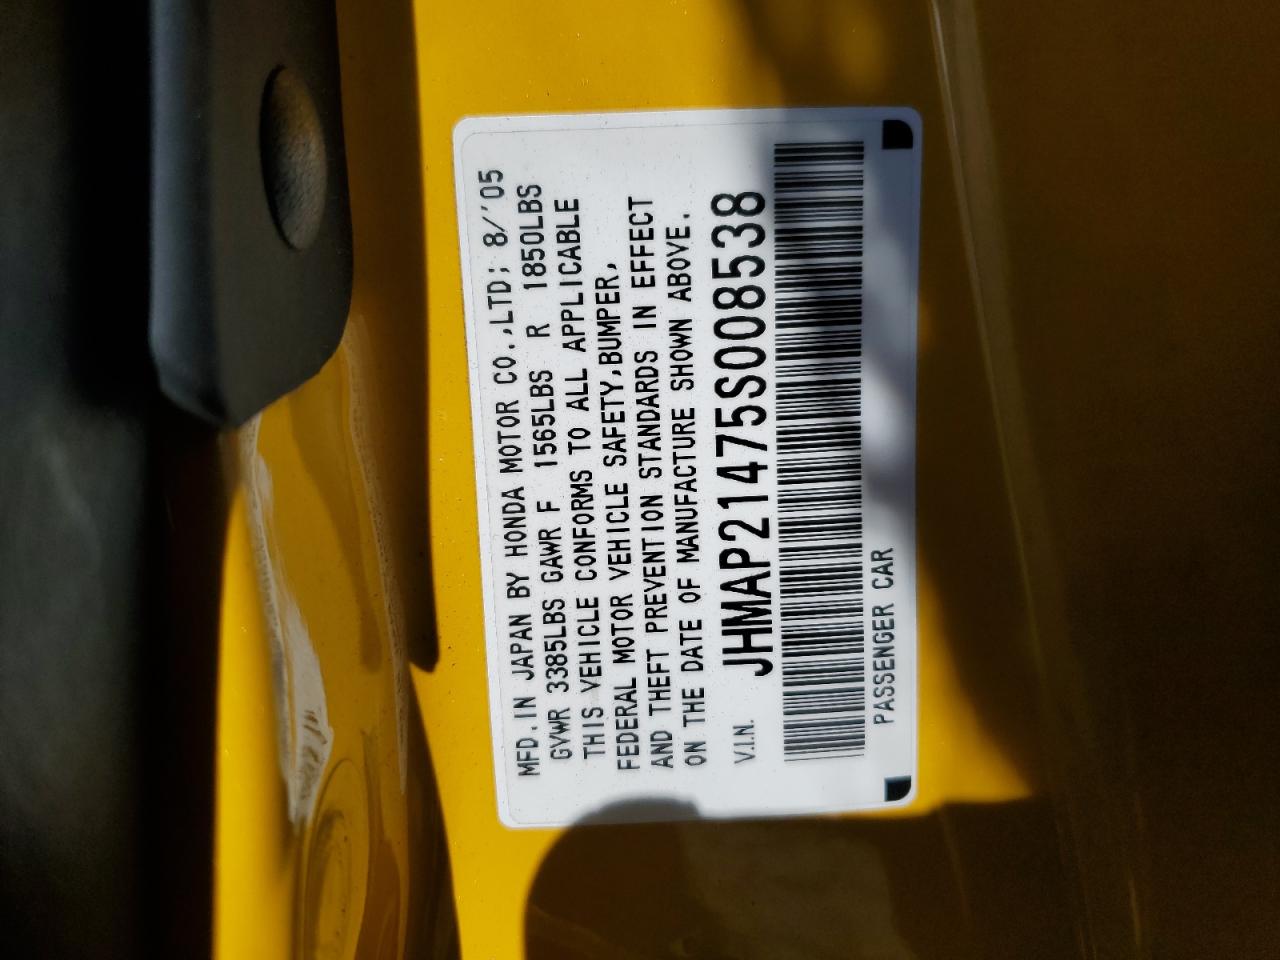 MFD. IN JAPAN BY HONDA MOTOR CO.,LTD; 8/'05
GVWR 3385LBS GAWR F 1565LBS R 1850LBS
THIS VEHICLE CONFORMS TO ALL APPLICABLE
FEDERAL MOTOR VEHICLE SAFETY,BUMPER,
AND THEFT PREVENTION STANDARDS IN EFFECT
ON THE DATE OF MANUFACTURE SHOWN ABOVE.
V.I.N. JHMAP21475S008538
PASSENGER CAR